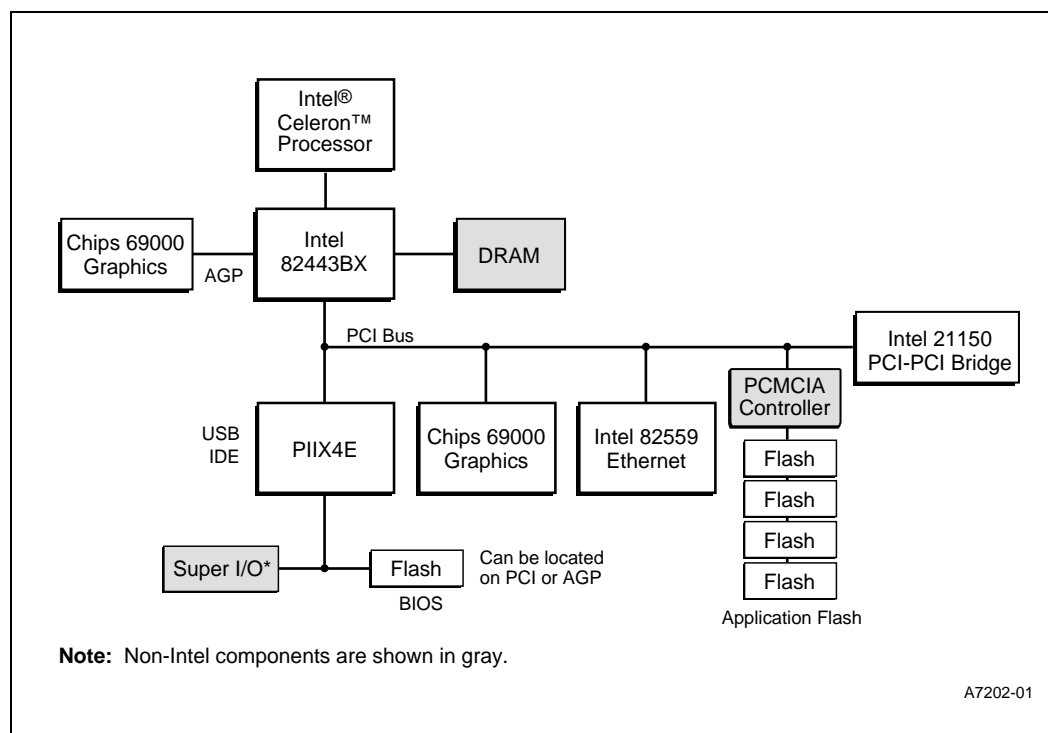 Intel®
Celeron™
Processor
Chips 69000
Graphics
AGP
Intel
82443BX
DRAM
PCI Bus
Intel 21150
PCI-PCI Bridge
PCMCIA
Controller
USB
IDE
PIIX4E
Chips 69000
Graphics
Intel 82559
Ethernet
Flash
Flash
Flash
Flash
Application Flash
Super I/O*
Flash
BIOS
Can be located
on PCI or AGP
Note: Non-Intel components are shown in gray.
A7202-01